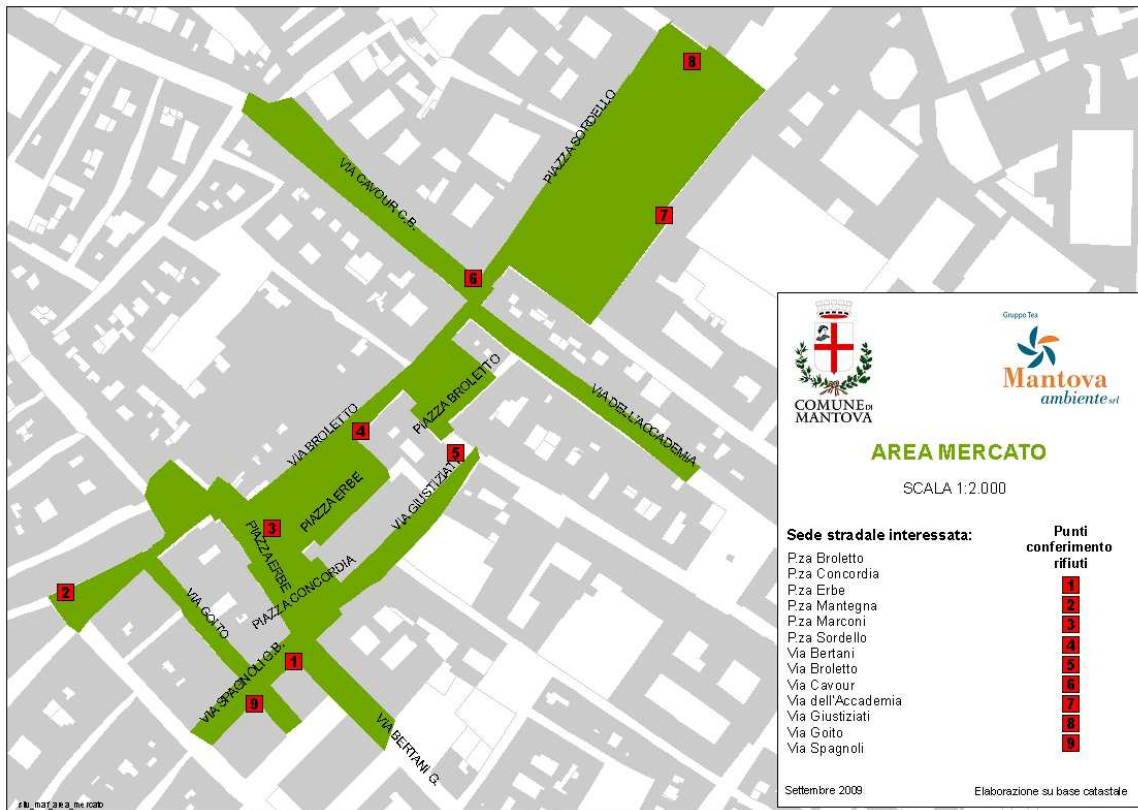 8
PIAZZA SORDELLO
VIA CAVOUR C.B.
7
6
PIAZZA BROLETTO
VIA DELL'ACCADEMIA
VIA BROLETTO
4
5
VIA GIUSTIZIATI
PIAZZA ERBE
3
PIAZZA ERBE
PIAZZA CONCORDIA
2
VIA GOITO
VIA SPAGNOLI G.B.
1
9
VIA BERTANI G.
Gruppo Tea
Mantova
ambiente srl
COMUNE DI
MANTOVA
AREA MERCATO
SCALA 1:2.000
Sede stradale interessata:
P.za Broletto
P.za Concordia
P.za Erbe
P.za Mantegna
P.za Marconi
P.za Sordello
Via Bertani
Via Broletto
Via Cavour
Via dell'Accademia
Via Giustiziati
Via Goito
Via Spagnoli
Punti
conferimento
rifiuti
1
2
3
4
5
6
7
8
9
Settembre 2009
Elaborazione su base catastale